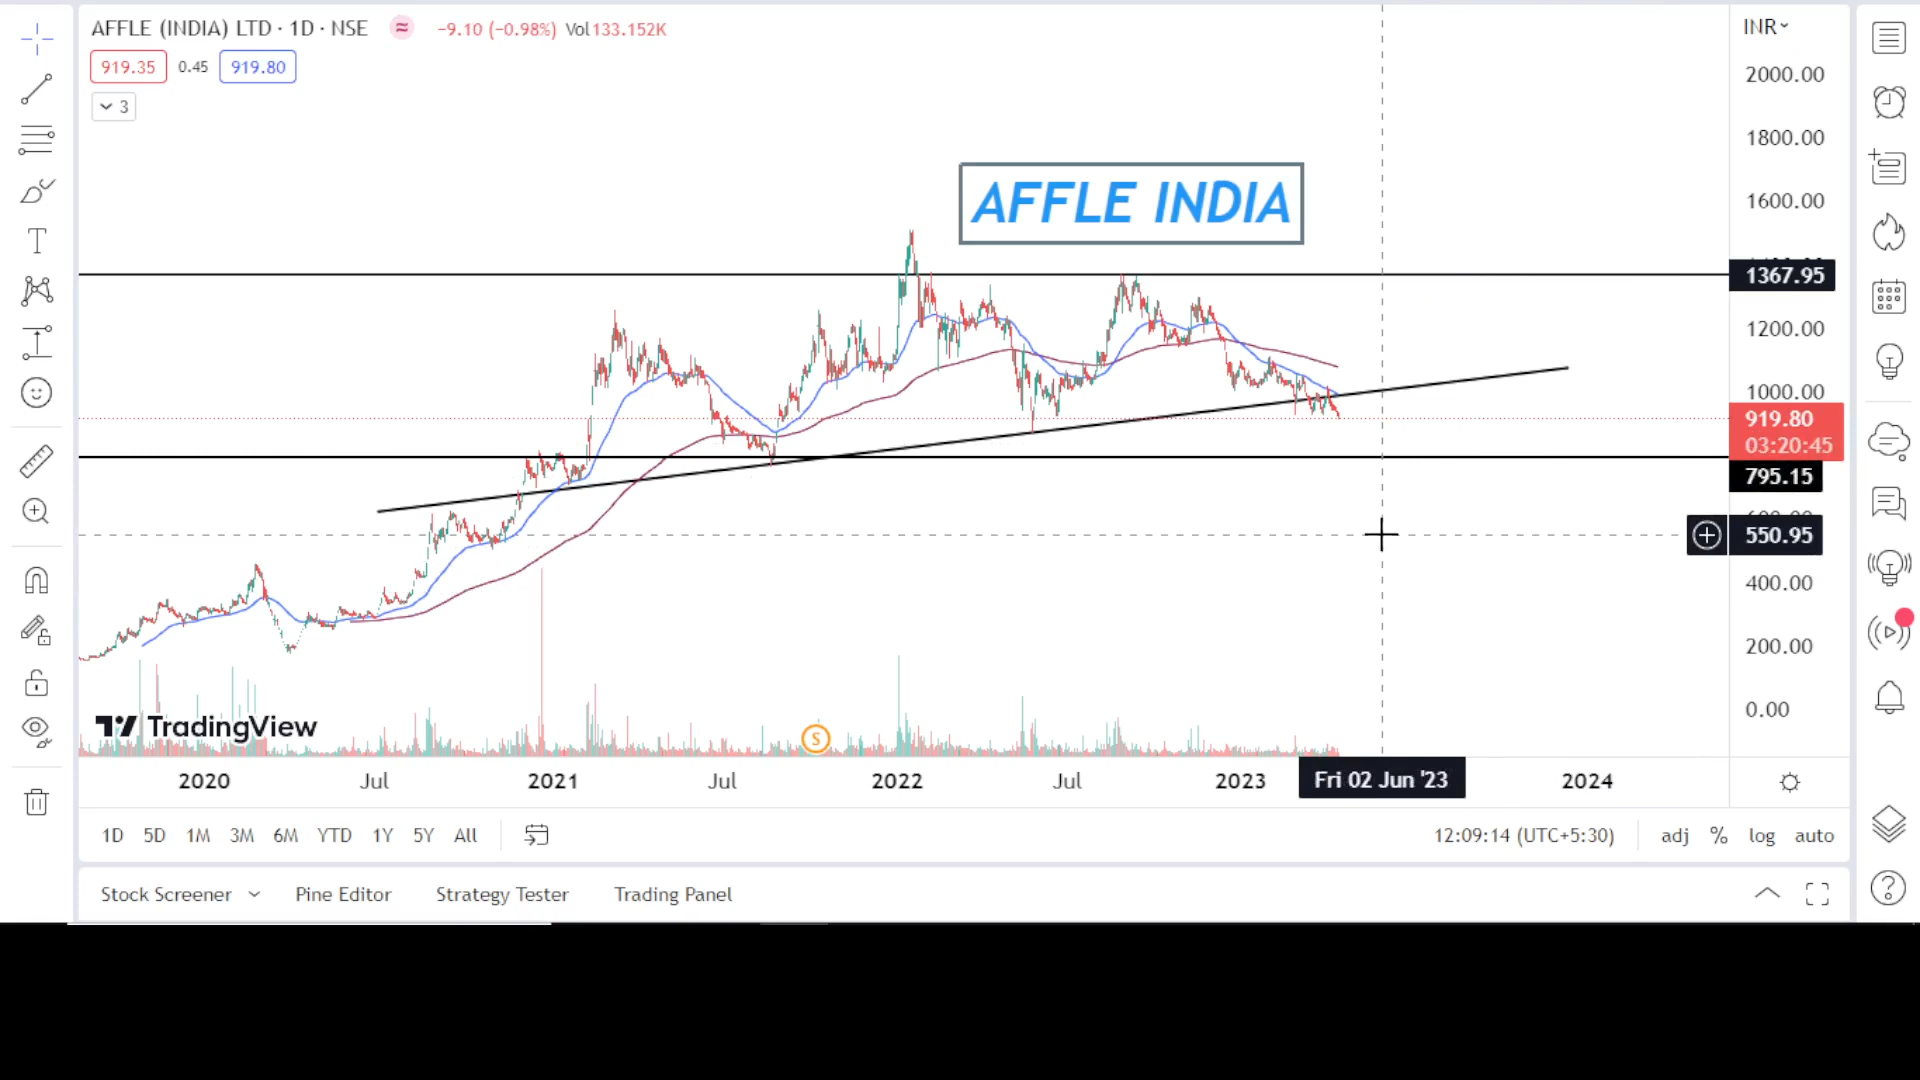 AFFLE (INDIA) LTD · 1D · NSE ≈ −9.10 (−0.98%) Vol 133.152K
919.35 0.45 919.80
3
INR
2000.00
1800.00
1600.00
AFFLE INDIA
1367.95
1200.00
1000.00
919.80
03:20:45
795.15
550.95
400.00
200.00
0.00
TradingView
S
2020 Jul 2021 Jul 2022 Jul 2023 Fri 02 Jun '23 2024
1D 5D 1M 3M 6M YTD 1Y 5Y All 12:09:14 (UTC+5:30) adj % log auto
Stock Screener Pine Editor Strategy Tester Trading Panel